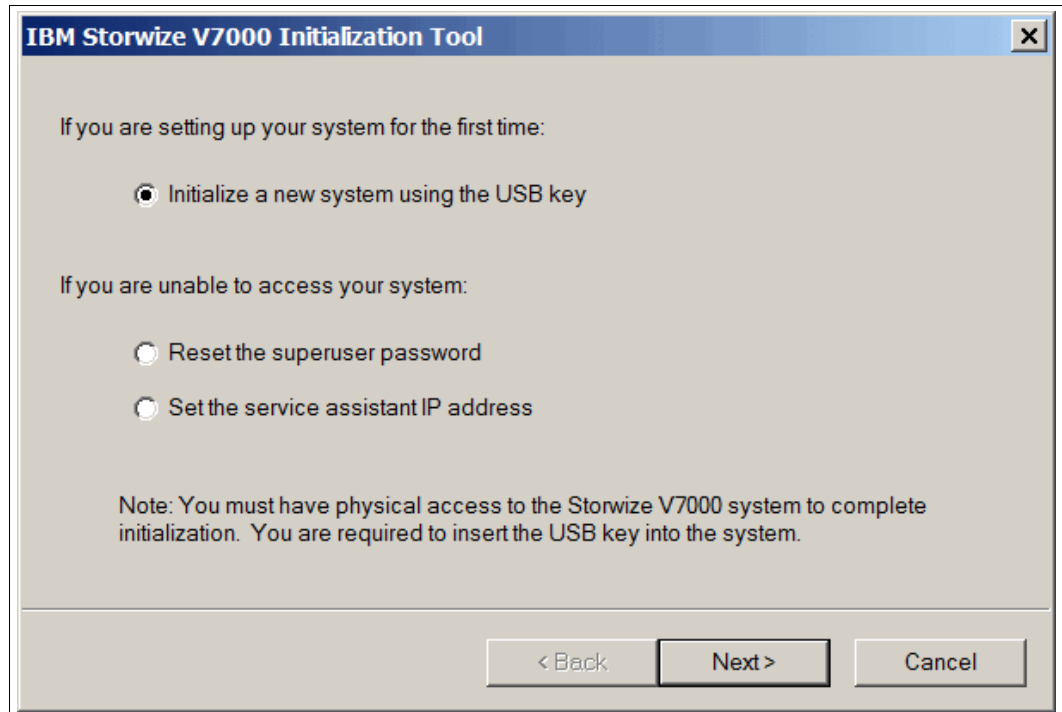 IBM Storwize V7000 Initialization Tool
If you are setting up your system for the first time:
Initialize a new system using the USB key
If you are unable to access your system:
Reset the superuser password
Set the service assistant IP address
Note: You must have physical access to the Storwize V7000 system to complete
initialization. You are required to insert the USB key into the system.
< Back
Next >
Cancel